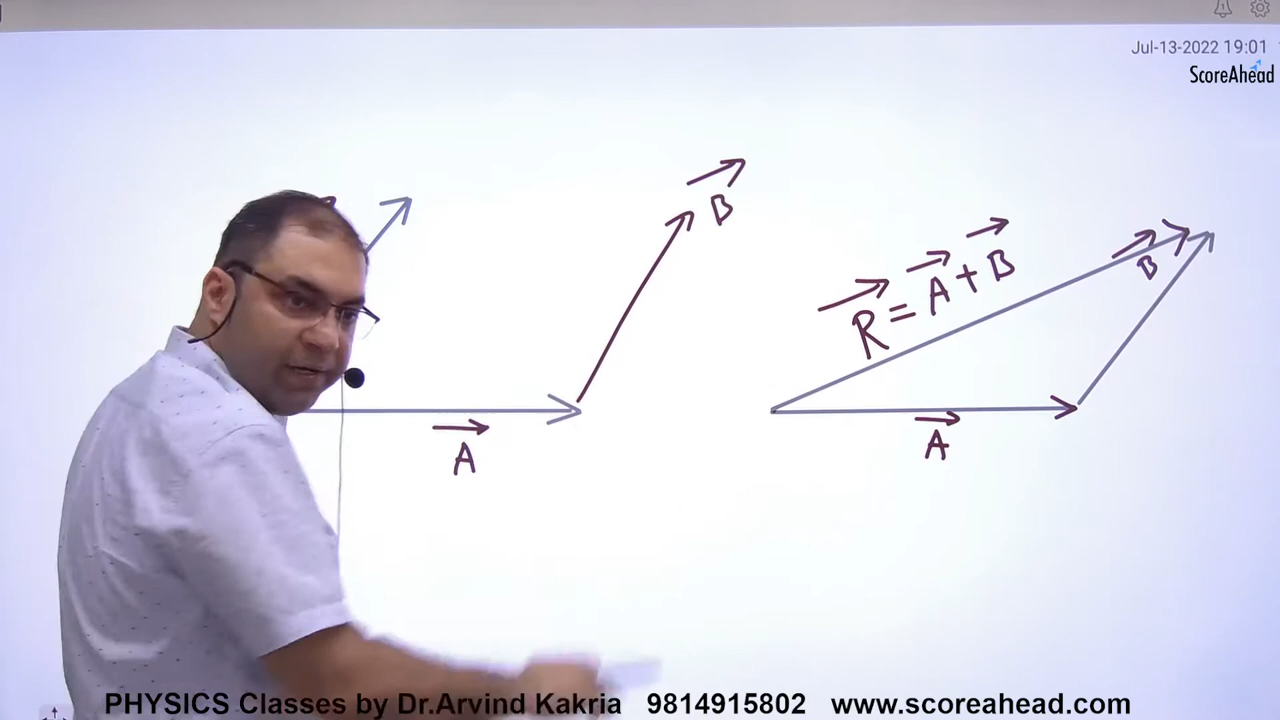 Jul-13-2022 19:01
ScoreAhead
B
R = A + B
B
A
A
PHYSICS Classes by Dr.Arvind Kakria 9814915802 www.scoreahead.com